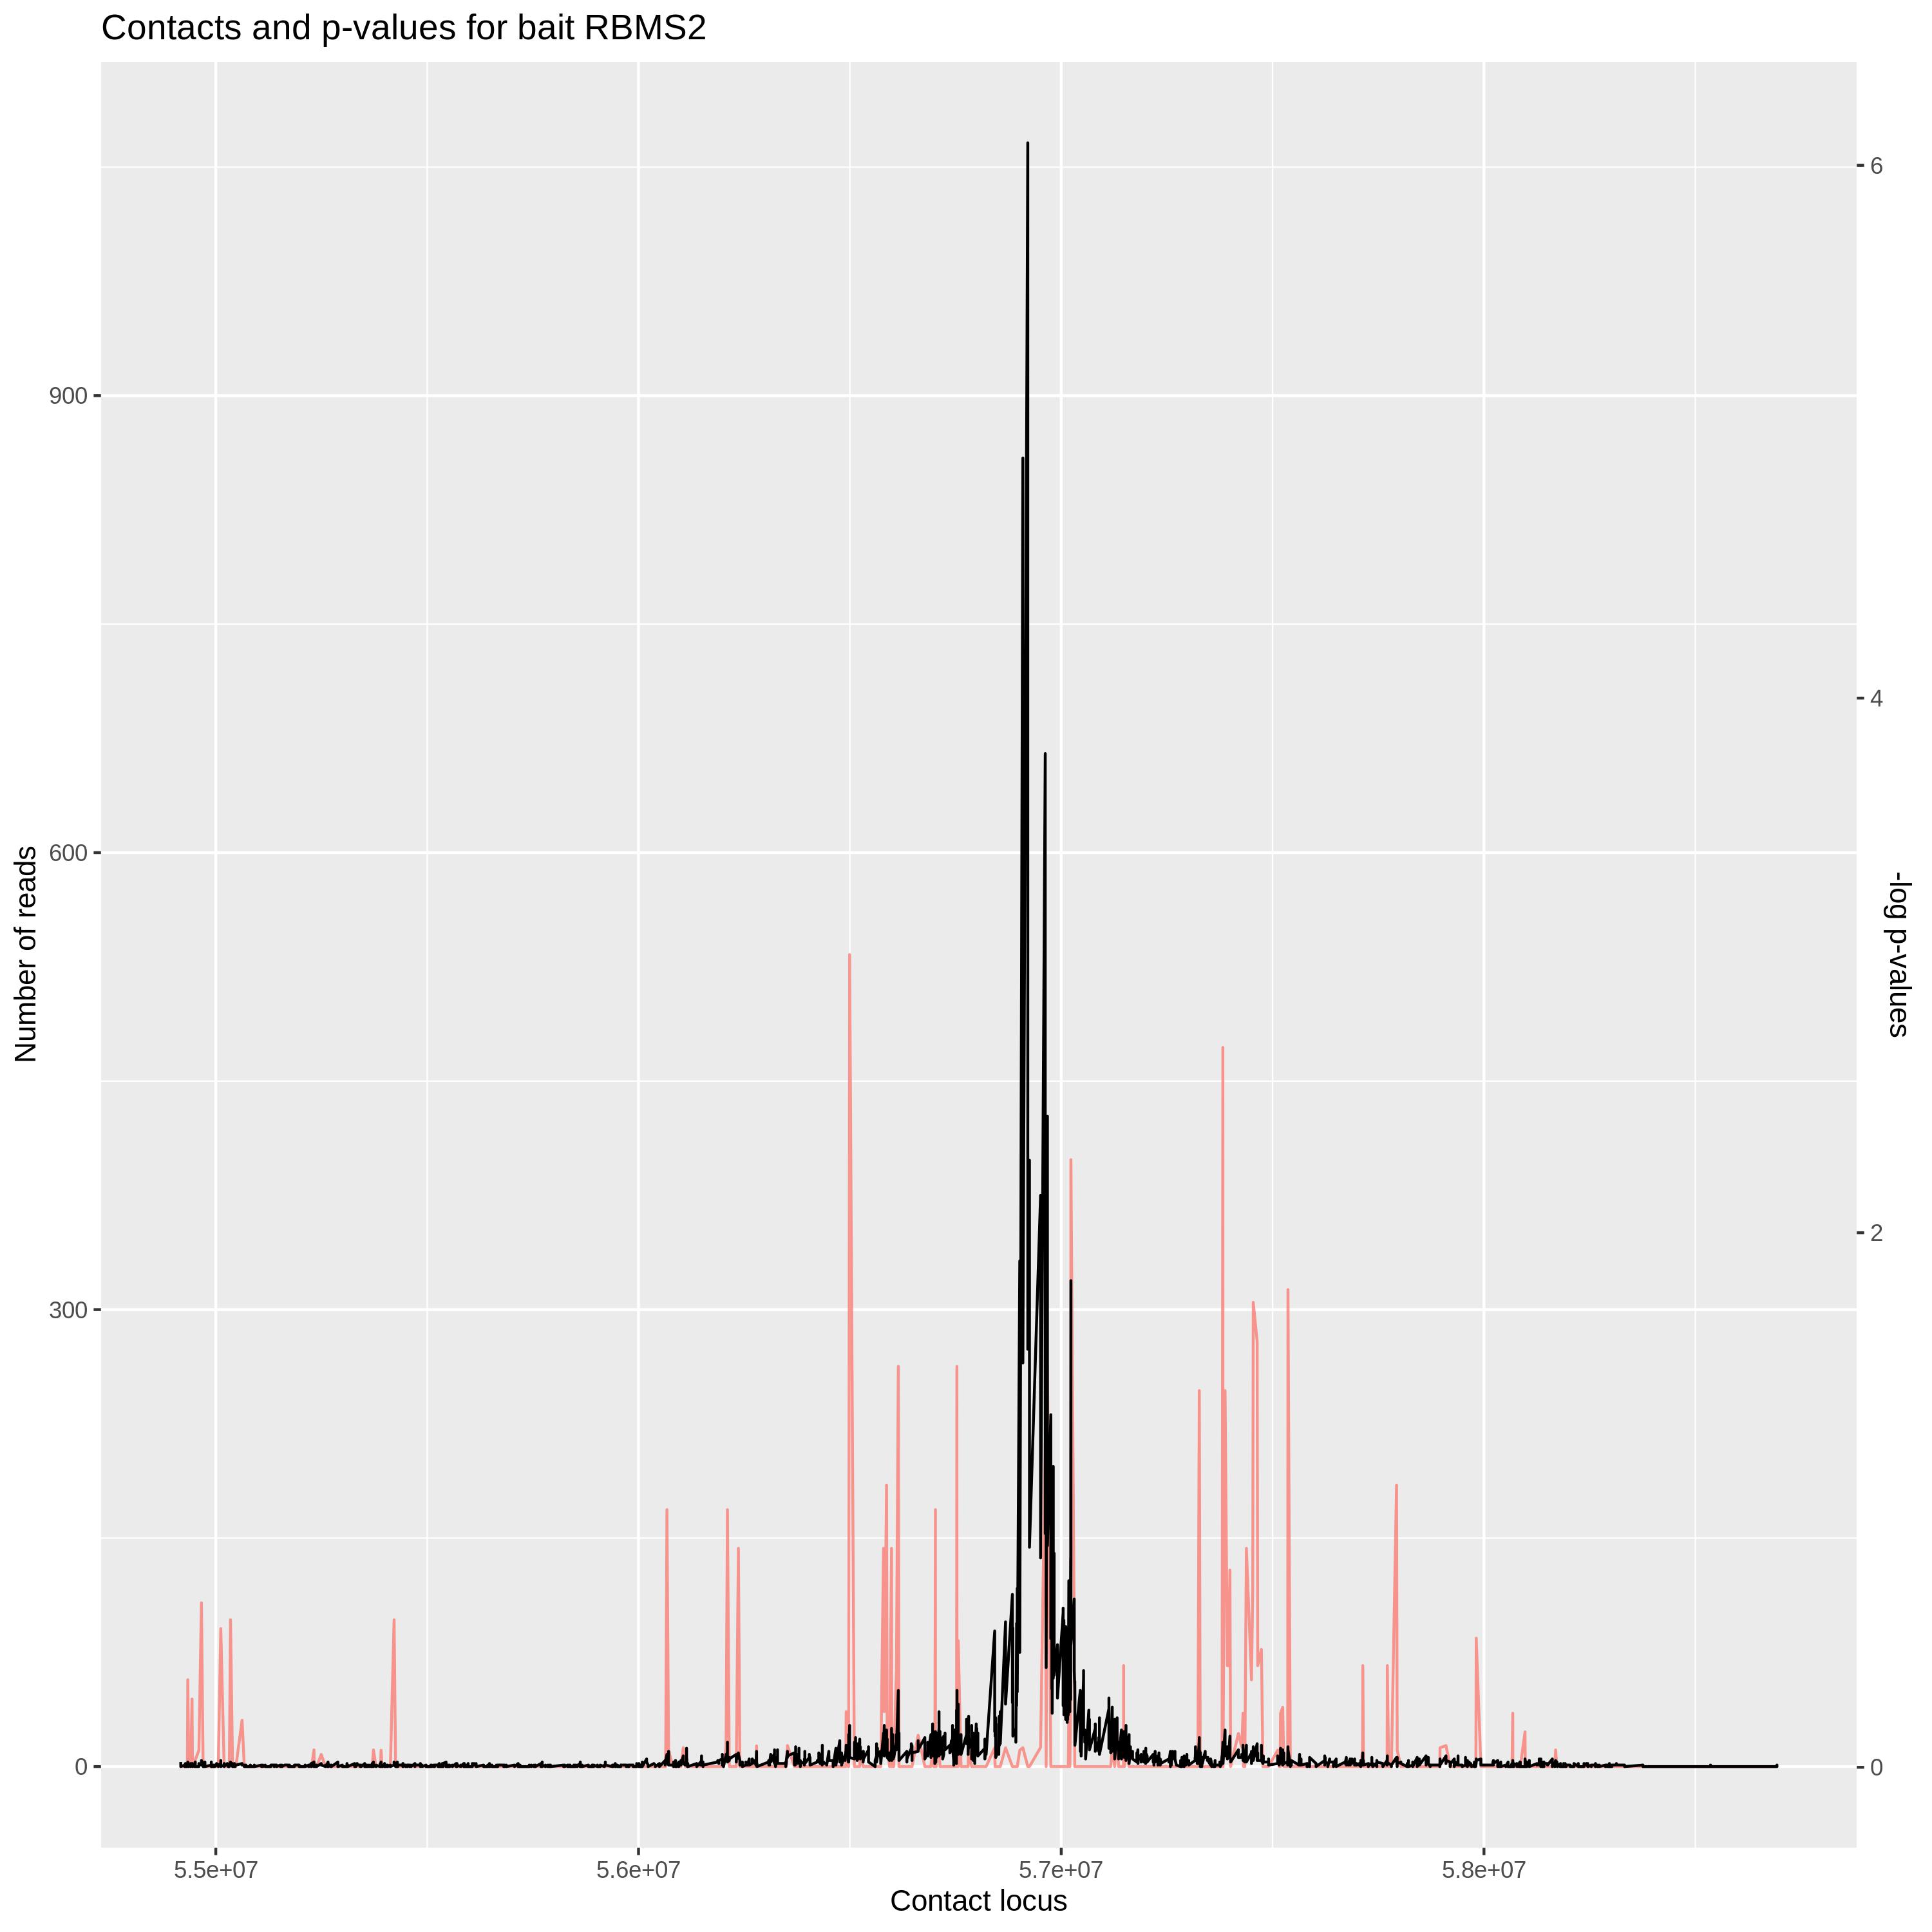 Contacts and p-values for bait RBMS2
900
600
300
0
6
4
2
0
Number of reads
-log p-values
5.5e+07
5.6e+07
5.7e+07
5.8e+07
Contact locus